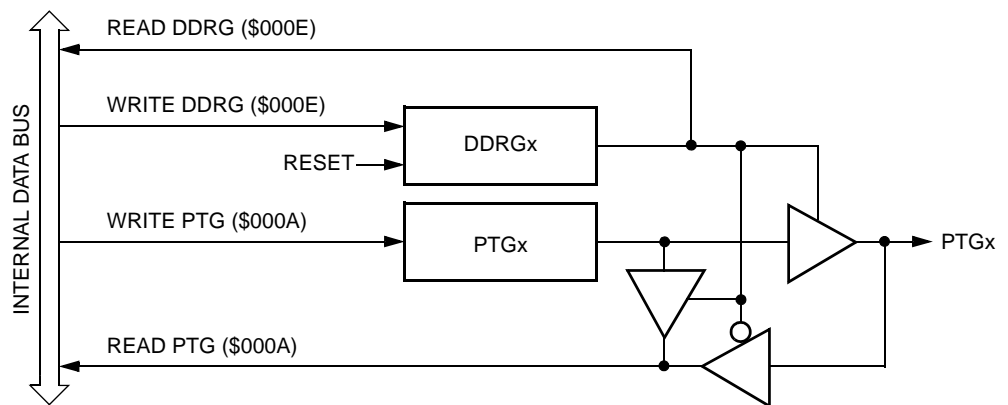 READ DDRG ($000E)
WRITE DDRG ($000E)
DDRGx
RESET
WRITE PTG ($000A)
PTGx
PTGx
READ PTG ($000A)
INTERNAL DATA BUS